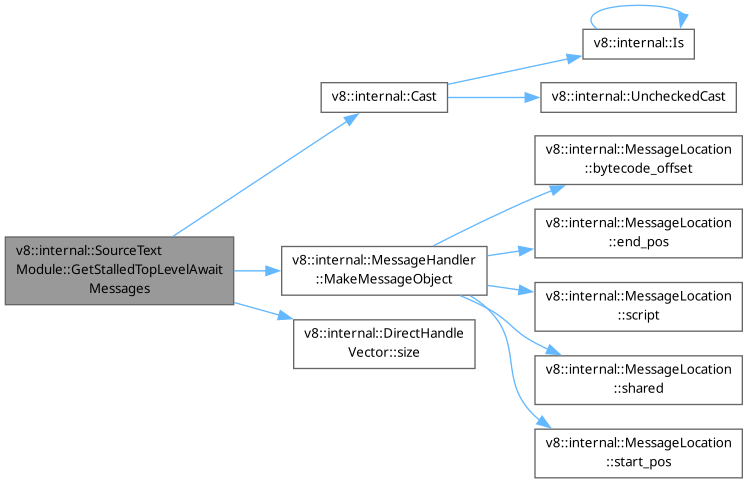 v8::internal::Is
v8::internal::Cast
v8::internal::UncheckedCast
v8::internal::MessageLocation
::bytecode_offset
v8::internal::MessageLocation
::end_pos
v8::internal::SourceText
Module::GetStalledTopLevelAwait
Messages
v8::internal::MessageHandler
::MakeMessageObject
v8::internal::MessageLocation
::script
v8::internal::DirectHandle
Vector::size
v8::internal::MessageLocation
::shared
v8::internal::MessageLocation
::start_pos